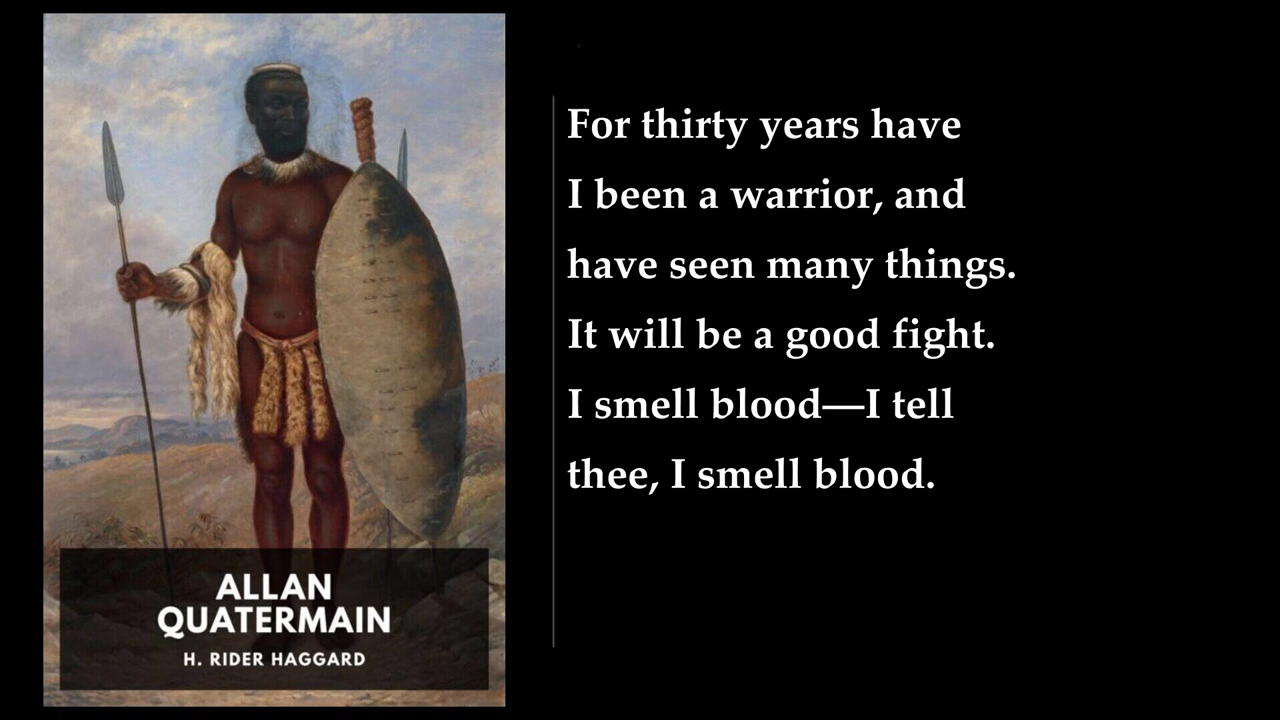 ALLAN
QUATERMAIN
H. RIDER HAGGARD
For thirty years have
I been a warrior, and
have seen many things.
It will be a good fight.
I smell blood—I tell
thee, I smell blood.